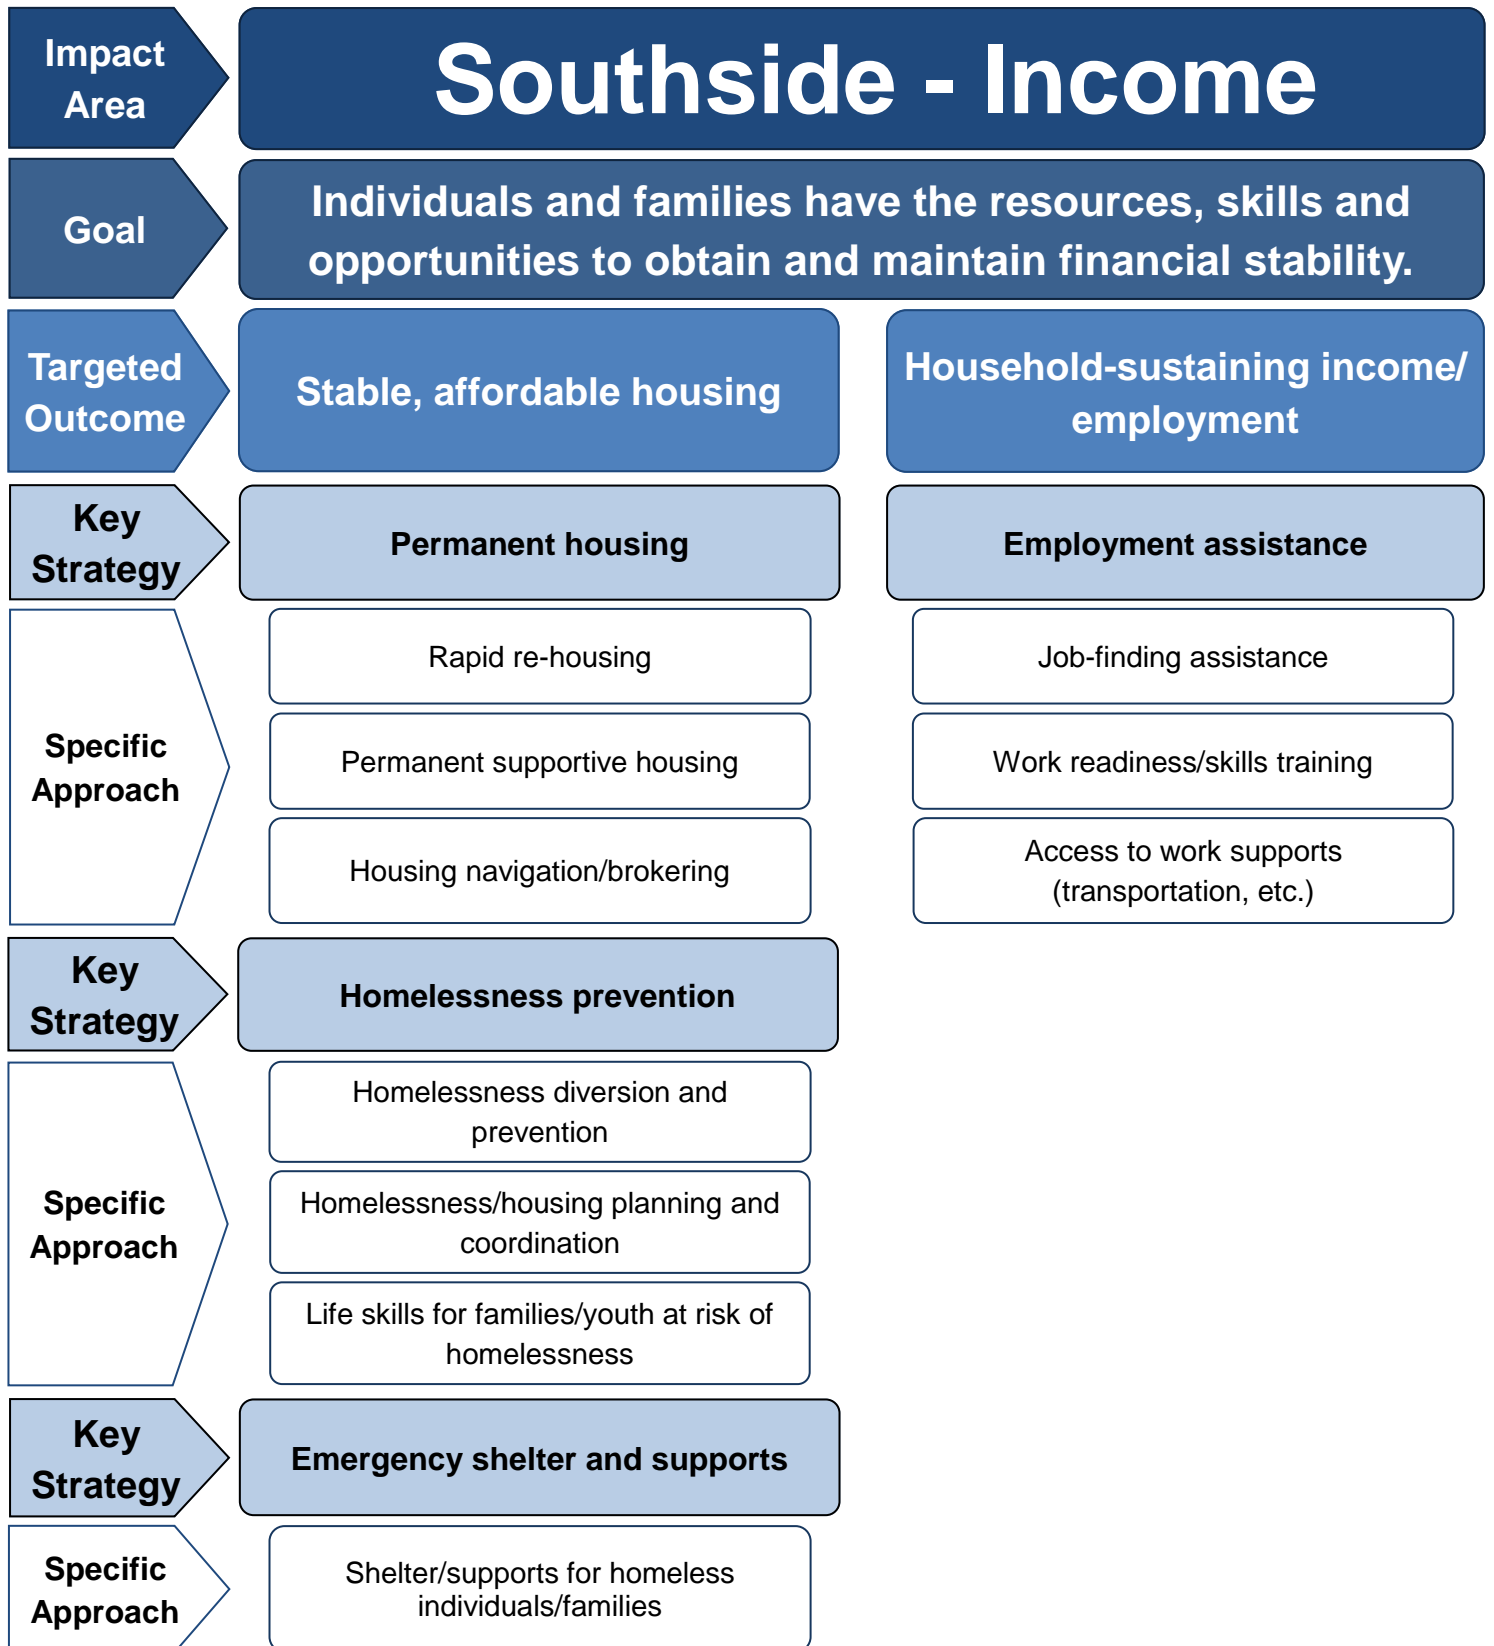 Impact
Area
Southside - Income
Goal
Individuals and families have the resources, skills and
opportunities to obtain and maintain financial stability.
Targeted
Outcome
Stable, affordable housing
Household-sustaining income/
employment
Key
Strategy
Permanent housing
Employment assistance
Specific
Approach
Rapid re-housing
Job-finding assistance
Permanent supportive housing
Work readiness/skills training
Housing navigation/brokering
Access to work supports
(transportation, etc.)
Key
Strategy
Homelessness prevention
Specific
Approach
Homelessness diversion and
prevention
Homelessness/housing planning and
coordination
Life skills for families/youth at risk of
homelessness
Key
Strategy
Emergency shelter and supports
Specific
Approach
Shelter/supports for homeless
individuals/families